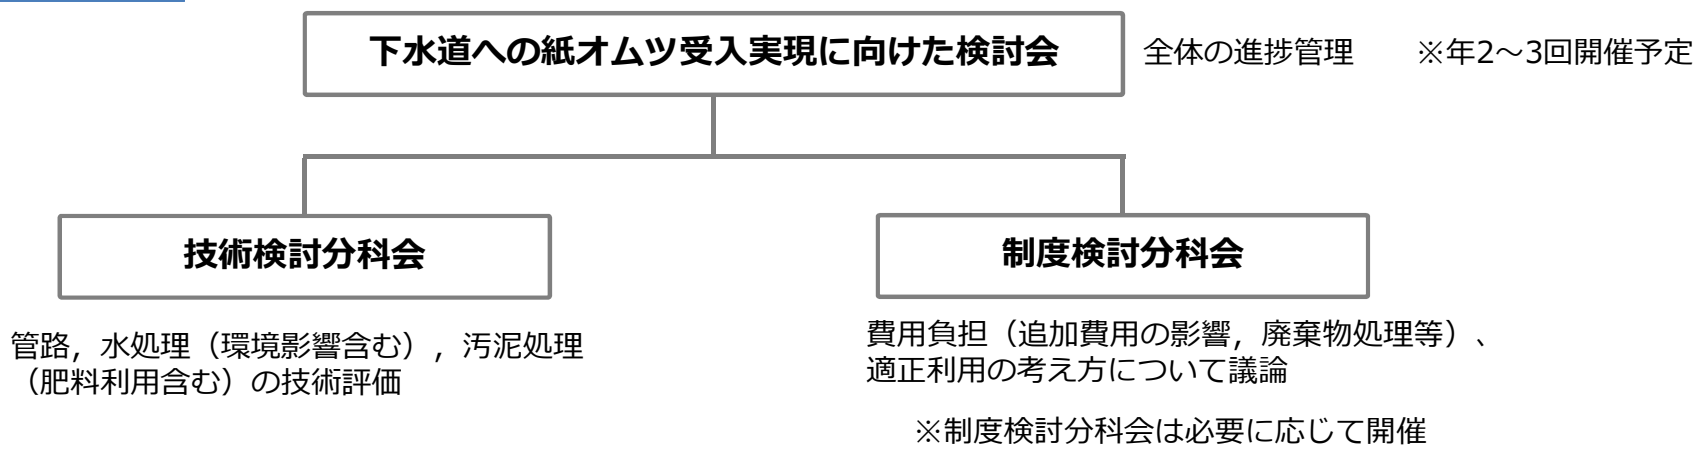 下水道への紙オムツ受入実現に向けた検討会
全体の進捗管理　　※年2～3回開催予定
技術検討分科会
管路，水処理（環境影響含む）, 汚泥処理
（肥料利用含む）の技術評価
制度検討分科会
費用負担（追加費用の影響，廃棄物処理等）、
適正利用の考え方について議論
※制度検討分科会は必要に応じて開催